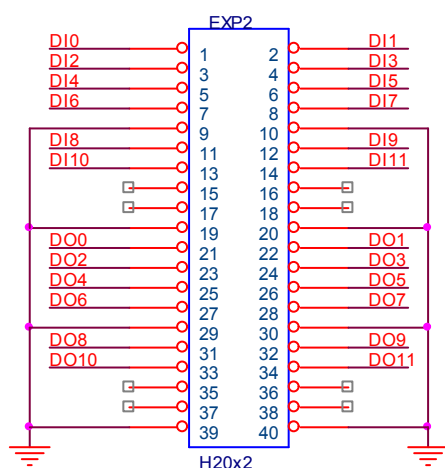 EXP2
DI0 1 2 DI1
DI2 3 4 DI3
DI4 5 6 DI5
DI6 7 8 DI7
9 10
DI8 11 12 DI9
DI10 13 14 DI11
15 16
17 18
19 20
DO0 21 22 DO1
DO2 23 24 DO3
DO4 25 26 DO5
DO6 27 28 DO7
29 30
DO8 31 32 DO9
DO10 33 34 DO11
35 36
37 38
39 40
H20x2